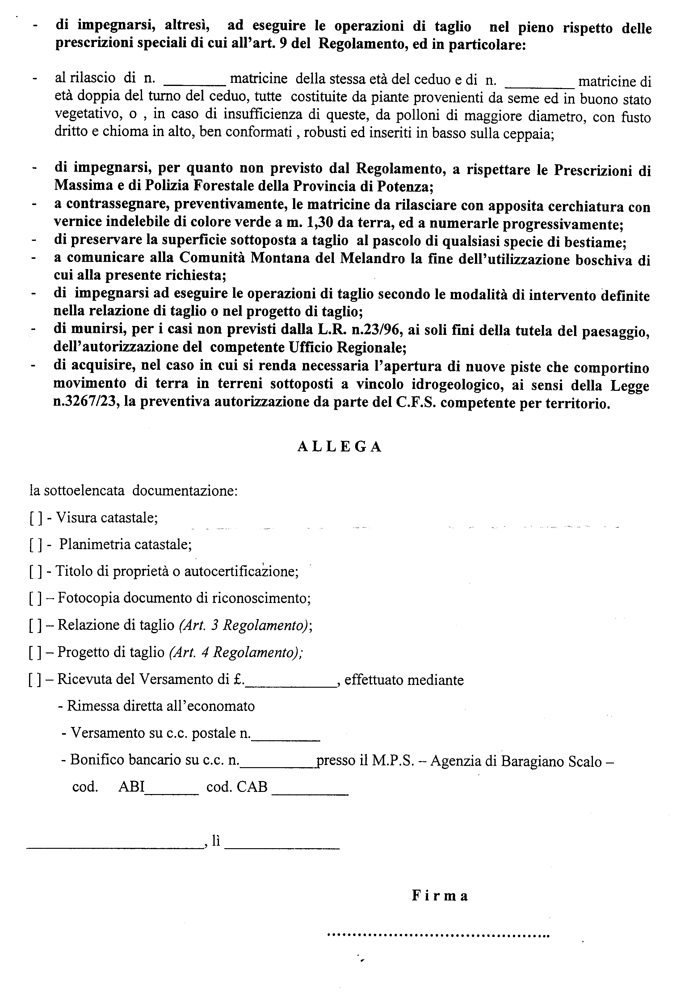 - di impegnarsi, altresì, ad eseguire le operazioni di taglio nel pieno rispetto delle
prescrizioni speciali di cui all’art. 9 del Regolamento, ed in particolare:
- al rilascio di n. ________ matricine della stessa età del ceduo e di n. _________ matricine di
età doppia del turno del ceduo, tutte costituite da piante provenienti da seme ed in buono stato
vegetativo, o , in caso di insufficienza di queste, da polloni di maggiore diametro, con fusto
dritto e chioma in alto, ben conformati , robusti ed inseriti in basso sulla ceppaia;
- di impegnarsi, per quanto non previsto dal Regolamento, a rispettare le Prescrizioni di
Massima e di Polizia Forestale della Provincia di Potenza;
- a contrassegnare, preventivamente, le matricine da rilasciare con apposita cerchiatura con
vernice indelebile di colore verde a m. 1,30 da terra, ed a numerarle progressivamente;
- di preservare la superficie sottoposta a taglio al pascolo di qualsiasi specie di bestiame;
- a comunicare alla Comunità Montana del Melandro la fine dell’utilizzazione boschiva di
cui alla presente richiesta;
- di impegnarsi ad eseguire le operazioni di taglio secondo le modalità di intervento definite
nella relazione di taglio o nel progetto di taglio;
- di munirsi, per i casi non previsti dalla L.R. n.23/96, ai soli fini della tutela del paesaggio,
dell’autorizzazione del competente Ufficio Regionale;
- di acquisire, nel caso in cui si renda necessaria l’apertura di nuove piste che comportino
movimento di terra in terreni sottoposti a vincolo idrogeologico, ai sensi della Legge
n.3267/23, la preventiva autorizzazione da parte del C.F.S. competente per territorio.
A L L E G A
la sottoelencata documentazione:
[ ] - Visura catastale;
[ ] - Planimetria catastale;
[ ] - Titolo di proprietà o autocertificazione;
[ ] – Fotocopia documento di riconoscimento;
[ ] – Relazione di taglio (Art. 3 Regolamento);
[ ] – Progetto di taglio (Art. 4 Regolamento);
[ ] – Ricevuta del Versamento di £.____________, effettuato mediante
- Rimessa diretta all’economato
- Versamento su c.c. postale n._________
- Bonifico bancario su c.c. n.__________presso il M.P.S. – Agenzia di Baragiano Scalo –
cod. ABI_______ cod. CAB __________
_______________________, lì _______________
F i r m a
...........................................